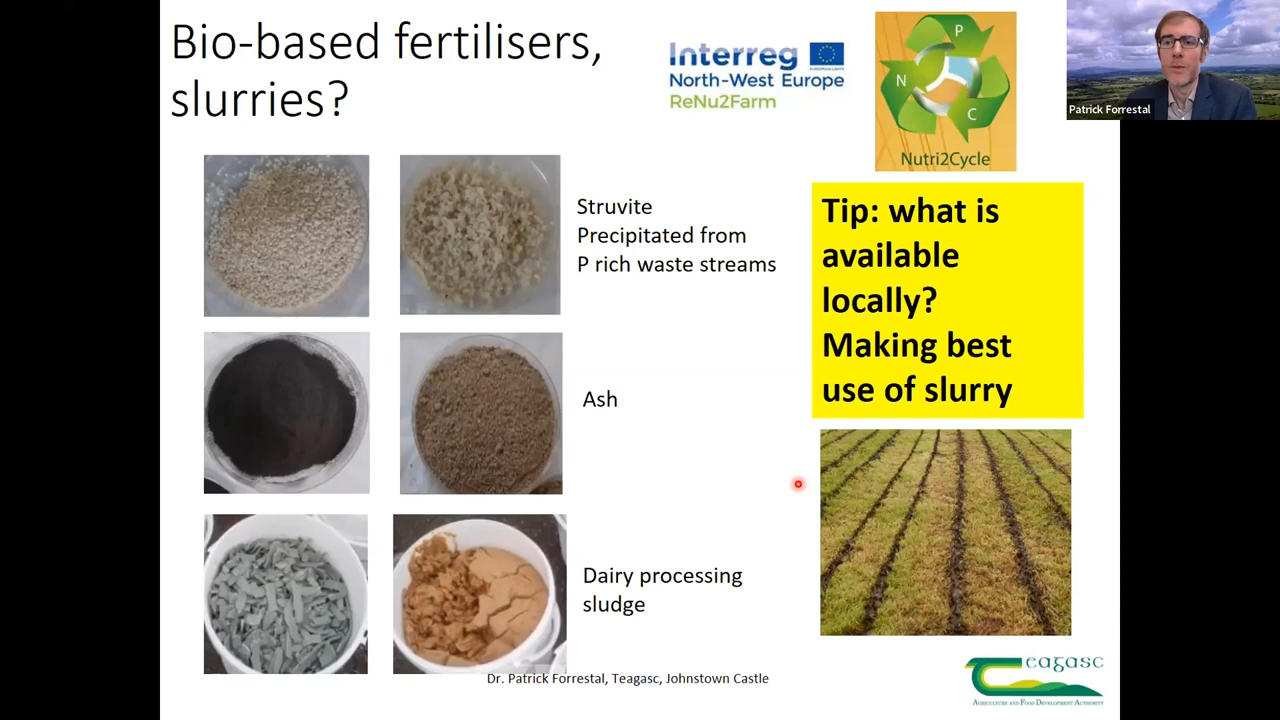 Bio-based fertilisers,
slurries?
Interreg
North-West Europe
ReNu2Farm
P
N
C
Nutri2Cycle
Patrick Forrestal
Struvite
Precipitated from
P rich waste streams
Ash
Dairy processing
sludge
Tip: what is
available
locally?
Making best
use of slurry
Dr. Patrick Forrestal, Teagasc, Johnstown Castle
Teagasc
AGRICULTURE AND FOOD DEVELOPMENT AUTHORITY